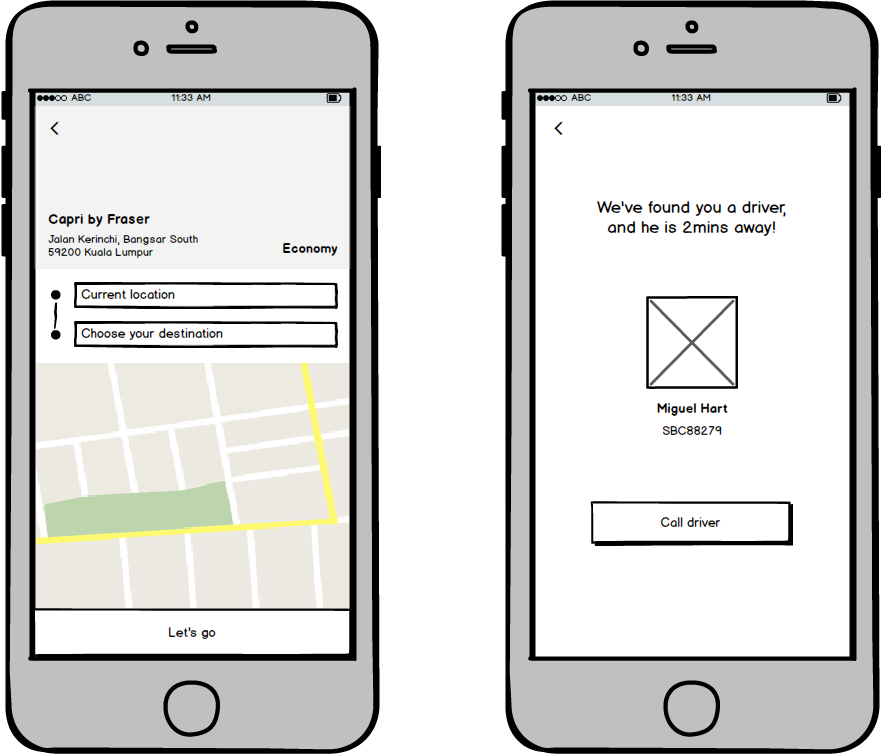 ABC 11:33 AM
Capri by Fraser
Jalan Kerinchi, Bangsar South
59200 Kuala Lumpur
Economy
Current location
Choose your destination
Let's go
ABC 11:33 AM
We've found you a driver,
and he is 2mins away!
Miguel Hart
SBC88279
Call driver